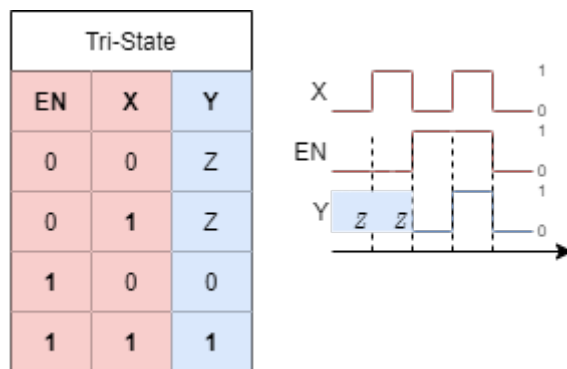 Tri-State
EN X Y
0 0 Z
0 1 Z
1 0 0
1 1 1
X 1
0
EN 1
0
Y Z Z 1
0